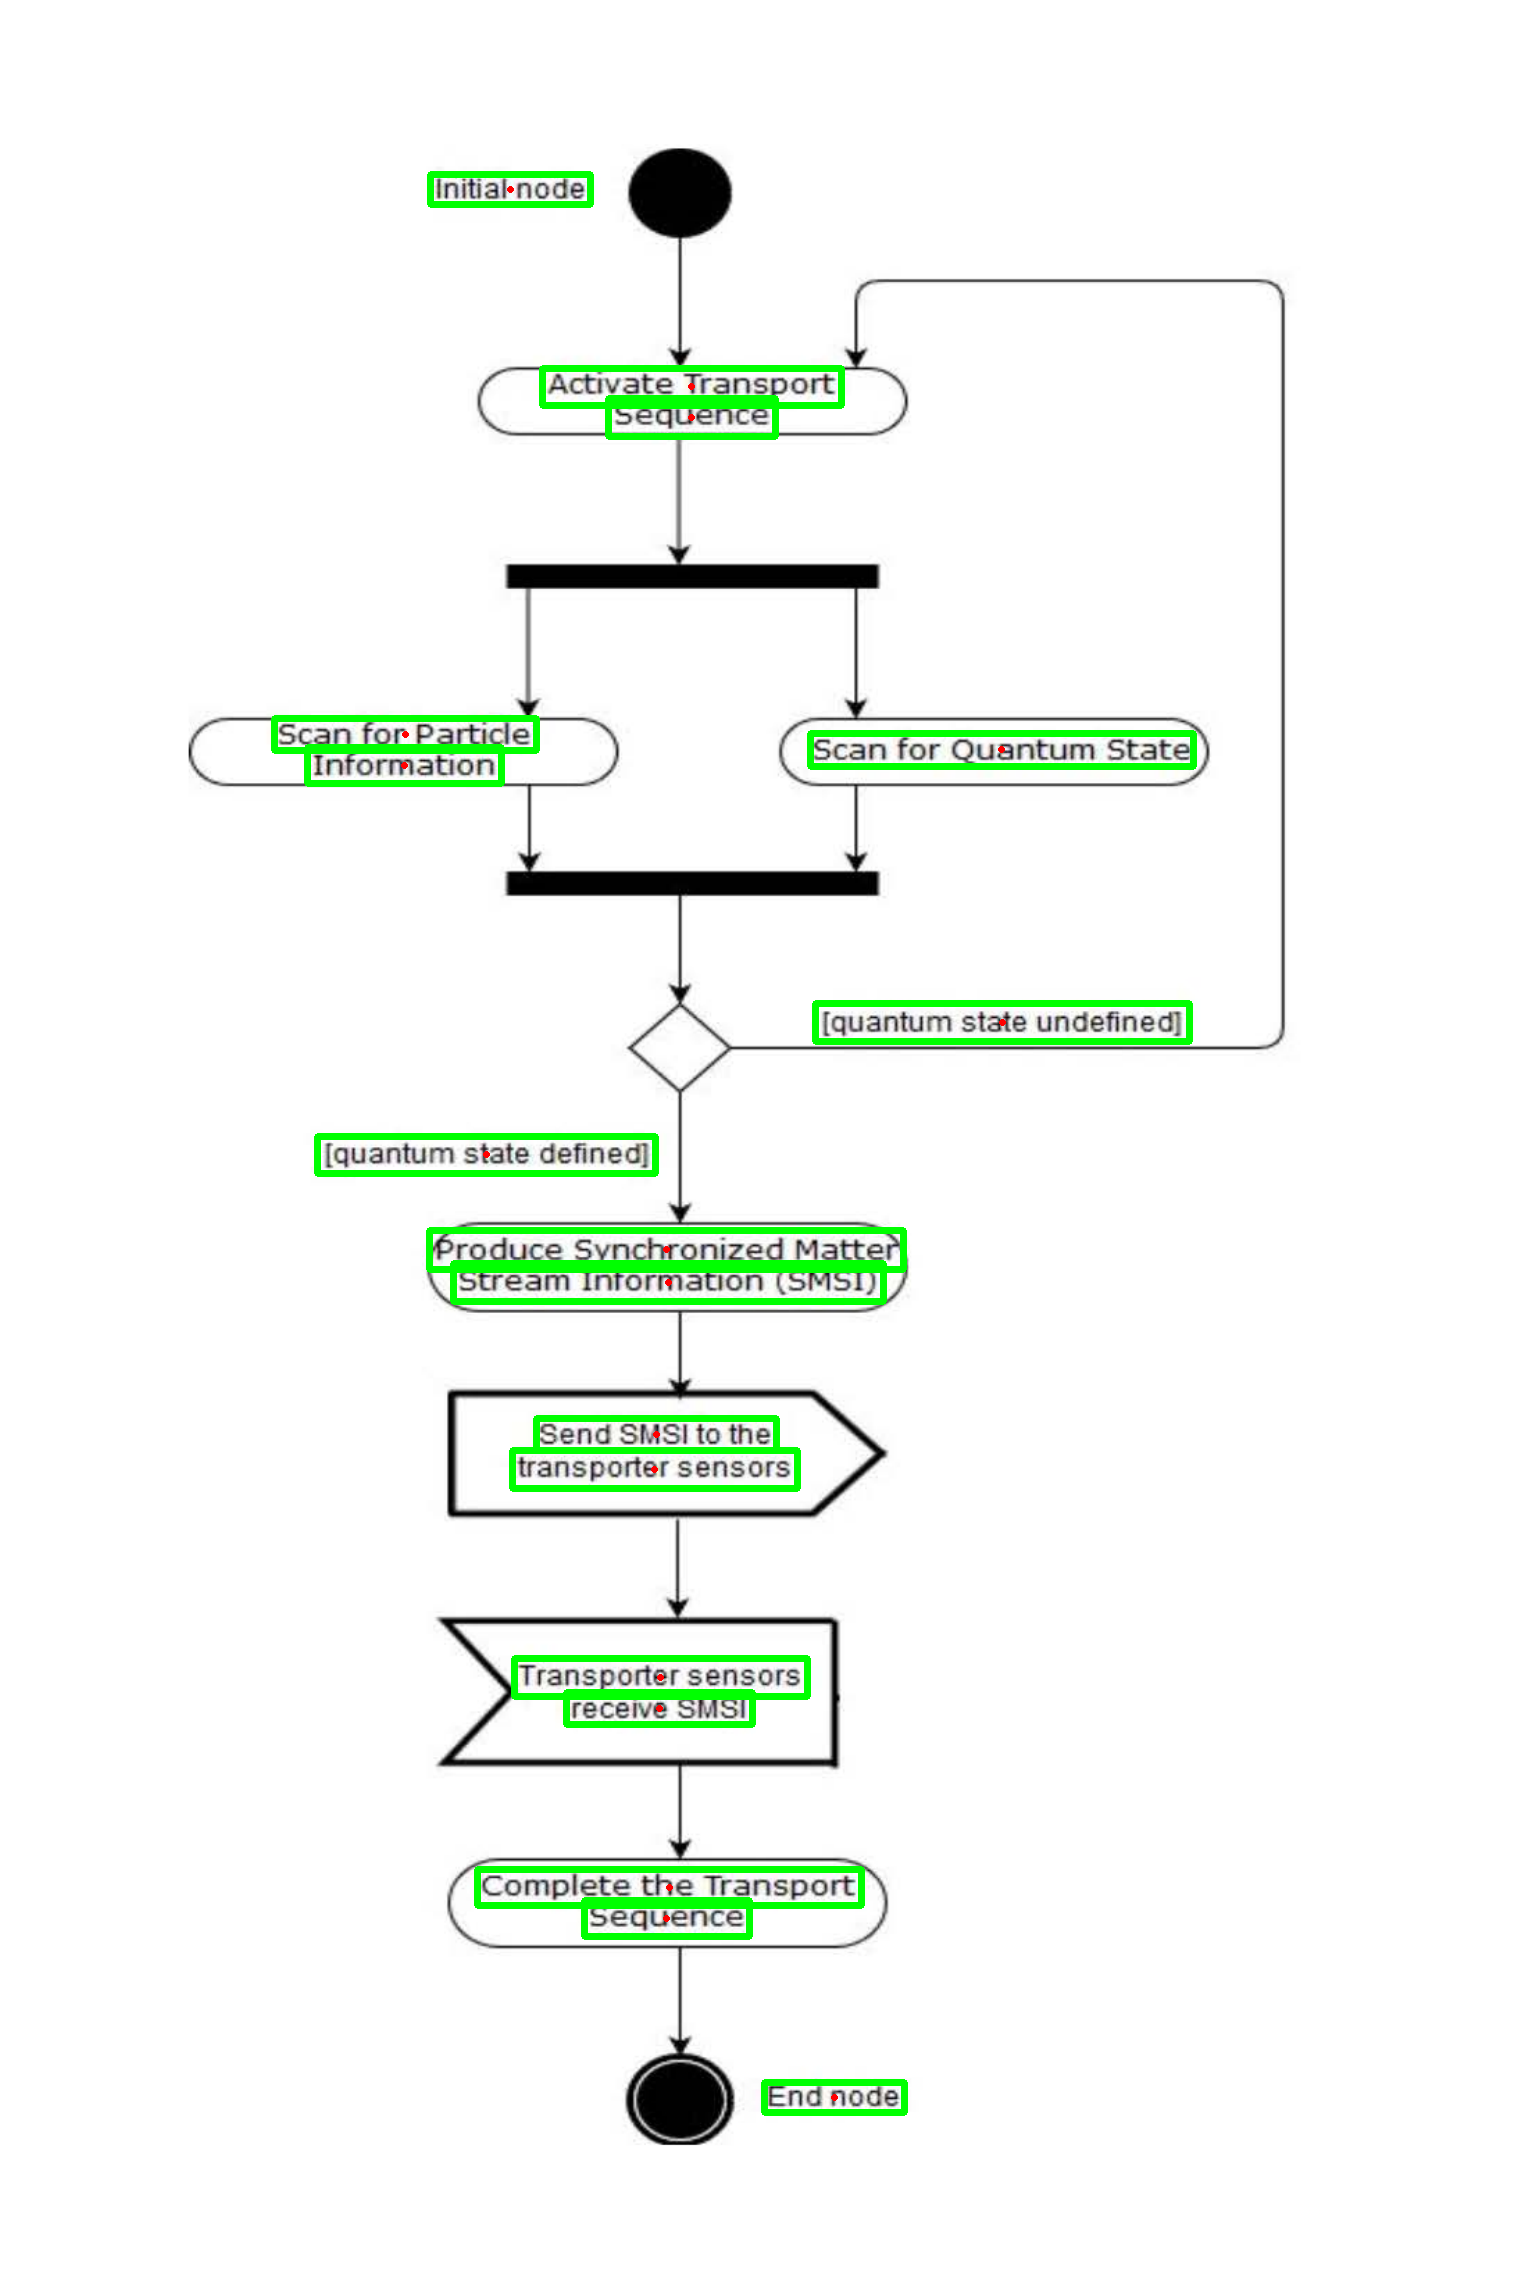 Initial node
Activate Transport
Sequence
Scan for Particle
Information
Scan for Quantum State
[quantum state undefined]
[quantum state defined]
Produce Synchronized Matter
Stream Information (SMSI)
Send SMSI to the
transporter sensors
Transporter sensors
receive SMSI
Complete the Transport
Sequence
End node